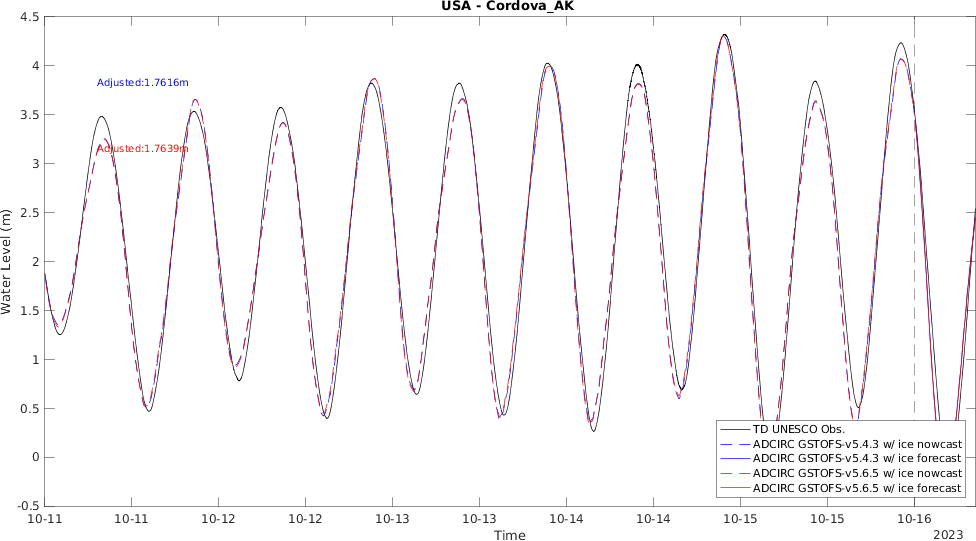 USA - Cordova_AK
4.5
4
3.5
3
2.5
2
1.5
1
0.5
0
-0.5
Water Level (m)
Adjusted:1.7616m
Adjusted:1.7639m
TD UNESCO Obs.
ADCIRC GSTOFS-v5.4.3 w/ ice nowcast
ADCIRC GSTOFS-v5.4.3 w/ ice forecast
ADCIRC GSTOFS-v5.6.5 w/ ice nowcast
ADCIRC GSTOFS-v5.6.5 w/ ice forecast
10-11 10-11 10-12 10-12 10-13 10-13 10-14 10-14 10-15 10-15 10-16
Time
2023